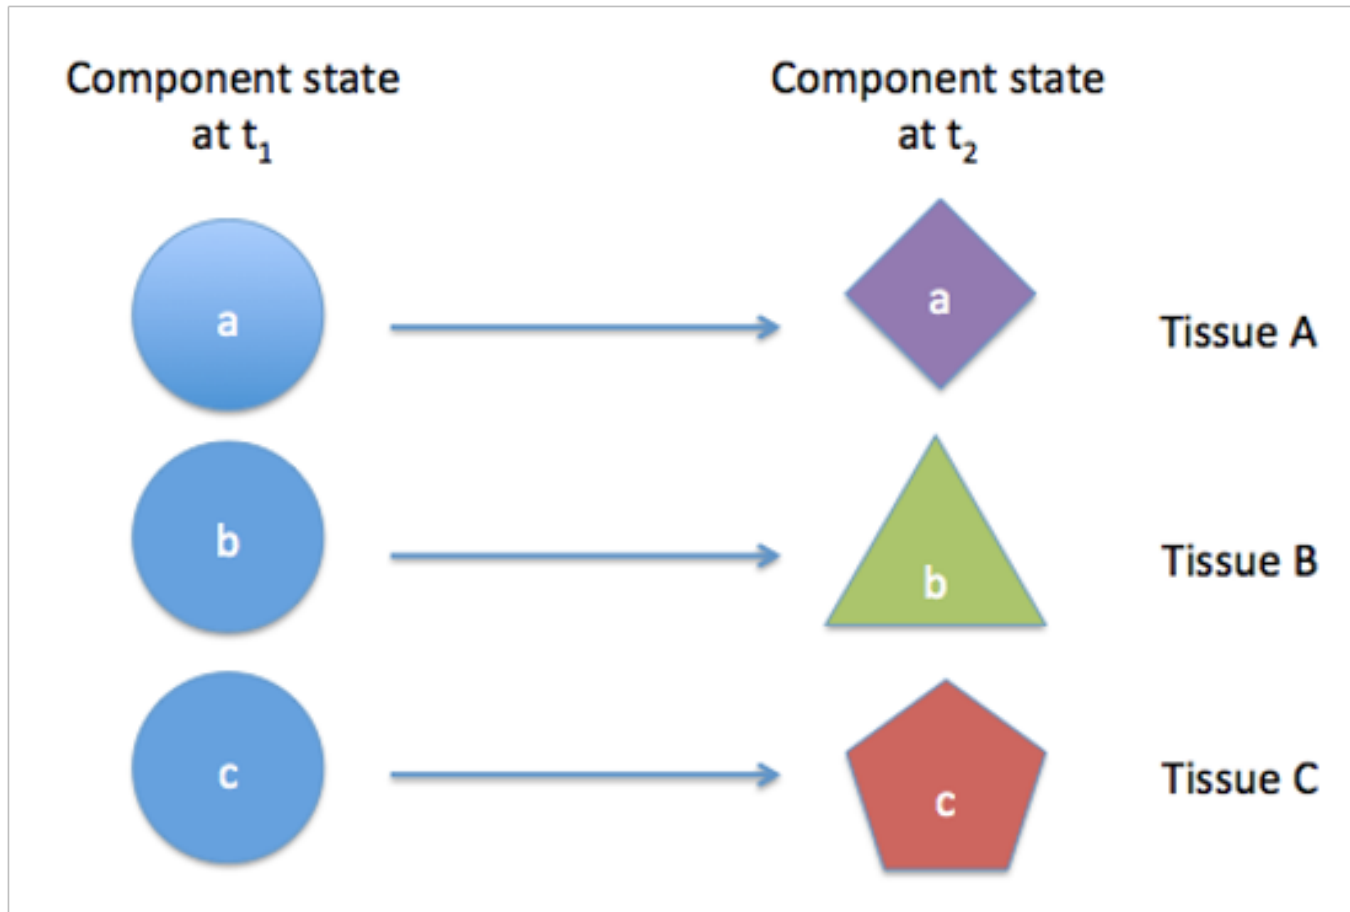 Component state
at t₁
Component state
at t₂
a
a
Tissue A
b
b
Tissue B
c
c
Tissue C